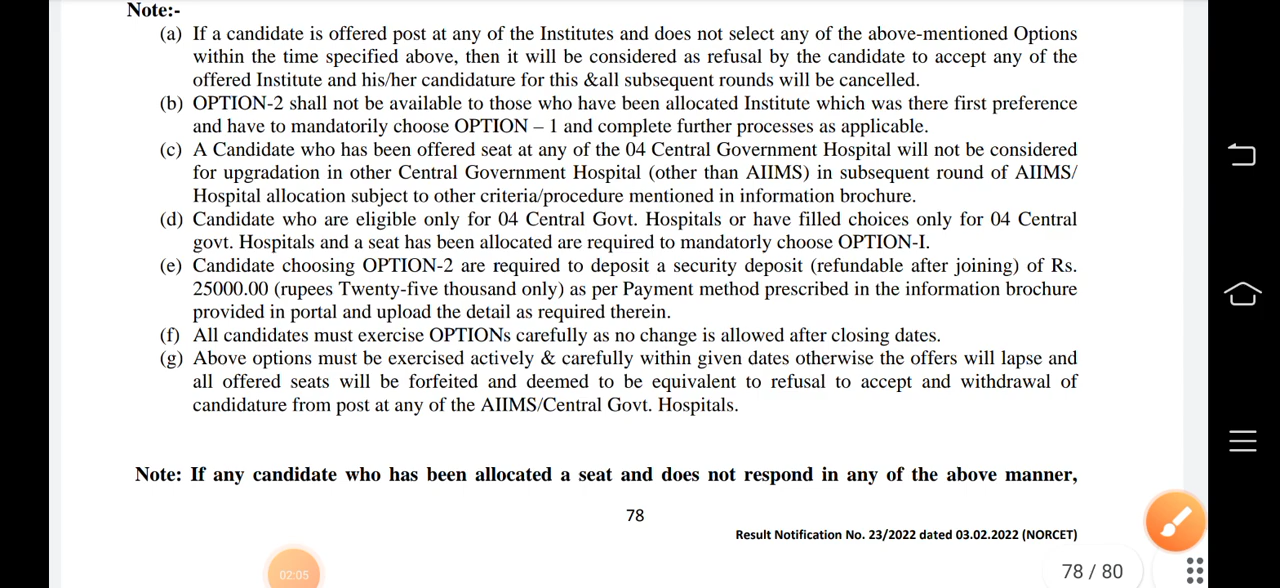 Note:-
(a) If a candidate is offered post at any of the Institutes and does not select any of the above-mentioned Options
within the time specified above, then it will be considered as refusal by the candidate to accept any of the
offered Institute and his/her candidature for this &all subsequent rounds will be cancelled.
(b) OPTION-2 shall not be available to those who have been allocated Institute which was there first preference
and have to mandatorily choose OPTION – 1 and complete further processes as applicable.
(c) A Candidate who has been offered seat at any of the 04 Central Government Hospital will not be considered
for upgradation in other Central Government Hospital (other than AIIMS) in subsequent round of AIIMS/
Hospital allocation subject to other criteria/procedure mentioned in information brochure.
(d) Candidate who are eligible only for 04 Central Govt. Hospitals or have filled choices only for 04 Central
govt. Hospitals and a seat has been allocated are required to mandatorly choose OPTION-I.
(e) Candidate choosing OPTION-2 are required to deposit a security deposit (refundable after joining) of Rs.
25000.00 (rupees Twenty-five thousand only) as per Payment method prescribed in the information brochure
provided in portal and upload the detail as required therein.
(f) All candidates must exercise OPTIONs carefully as no change is allowed after closing dates.
(g) Above options must be exercised actively & carefully within given dates otherwise the offers will lapse and
all offered seats will be forfeited and deemed to be equivalent to refusal to accept and withdrawal of
candidature from post at any of the AIIMS/Central Govt. Hospitals.
Note: If any candidate who has been allocated a seat and does not respond in any of the above manner,
78
Result Notification No. 23/2022 dated 03.02.2022 (NORCET)
02:05
78 / 80